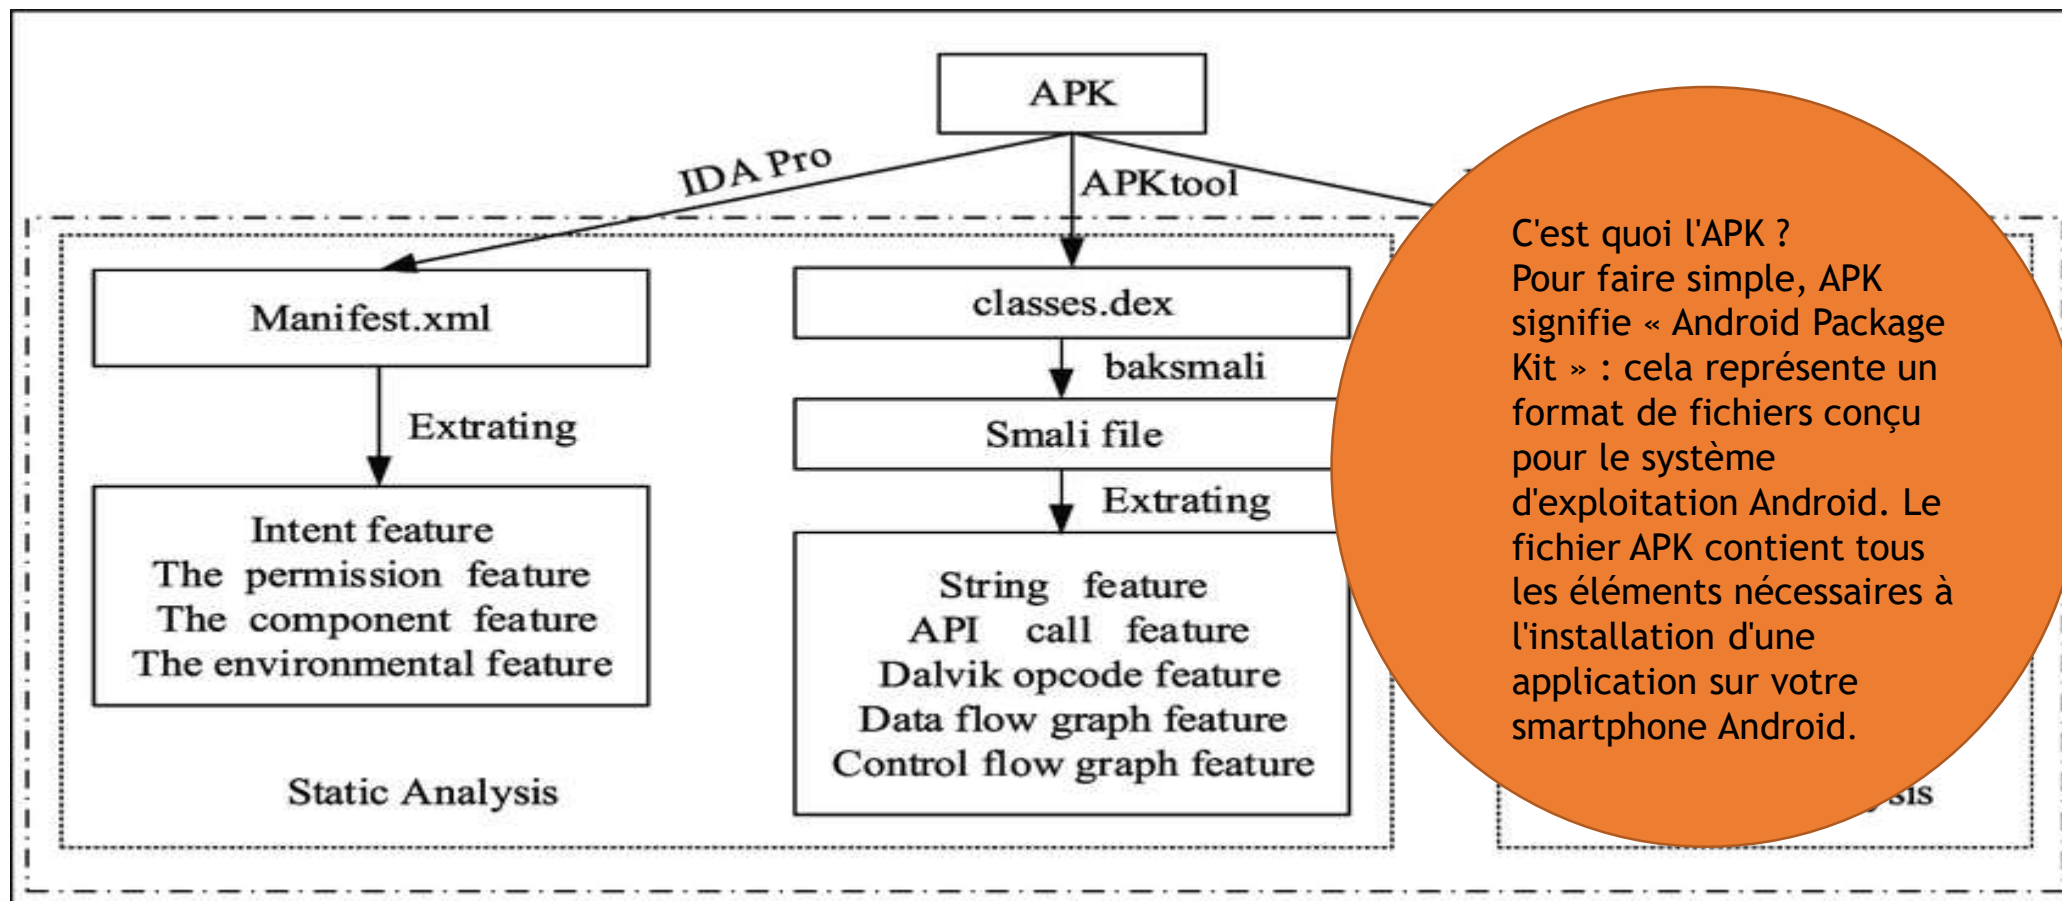 APK
IDA Pro
APKtool
Manifest.xml
Extrating
Intent feature
The permission feature
The component feature
The environmental feature
Static Analysis
classes.dex
baksmali
Smali file
Extrating
String feature
API call feature
Dalvik opcode feature
Data flow graph feature
Control flow graph feature
C'est quoi l'APK ?
Pour faire simple, APK
signifie « Android Package
Kit » : cela représente un
format de fichiers conçu
pour le système
d'exploitation Android. Le
fichier APK contient tous
les éléments nécessaires à
l'installation d'une
application sur votre
smartphone Android.